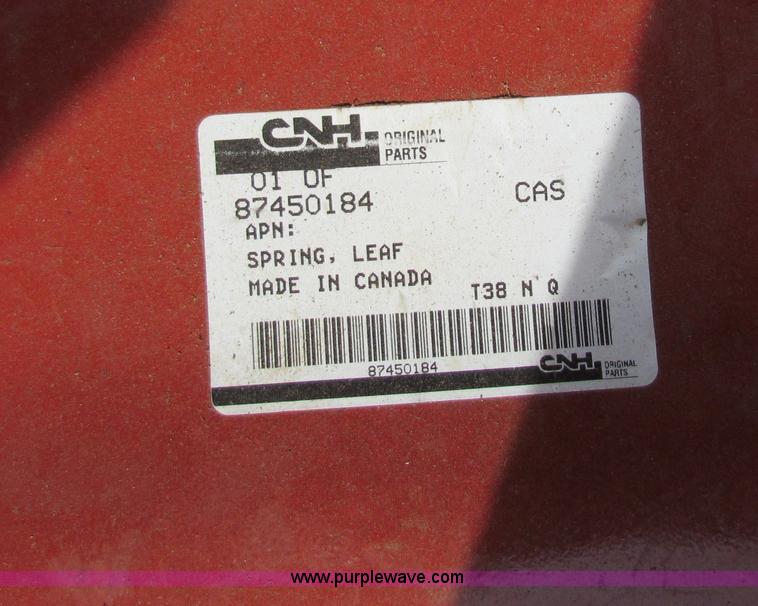 CNH ORIGINAL
PARTS
01 OF
87450184
CAS
APN:
SPRING, LEAF
MADE IN CANADA
T38 N Q
87450184
CNH ORIGINAL
PARTS
www.purplewave.com